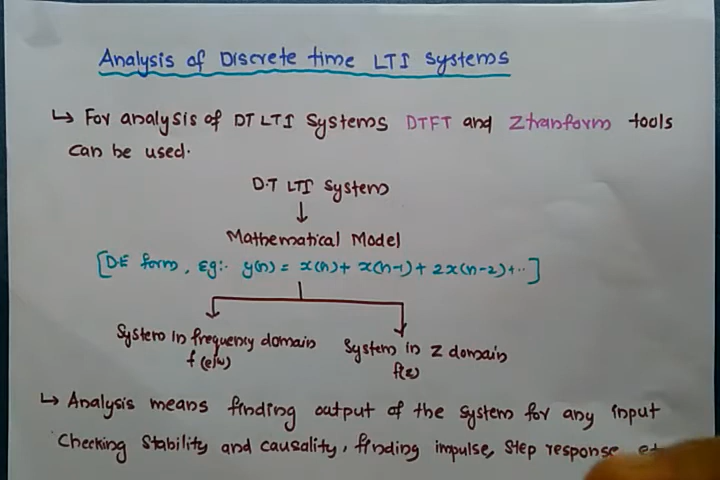 Analysis of Discrete time LTI systems
↳ For analysis of DT LTI Systems DTFT and Ztranform tools
can be used.
D.T LTI System
↓
Mathematical Model
[DE form, Eg:- y(n) = x(n) + x(n-1) + 2x(n-2) + ...]
System in frequency domain
System in Z domain
f(e^jω)
f(z)
↳ Analysis means finding output of the system for any input
Checking Stability and causality, finding impulse, step response